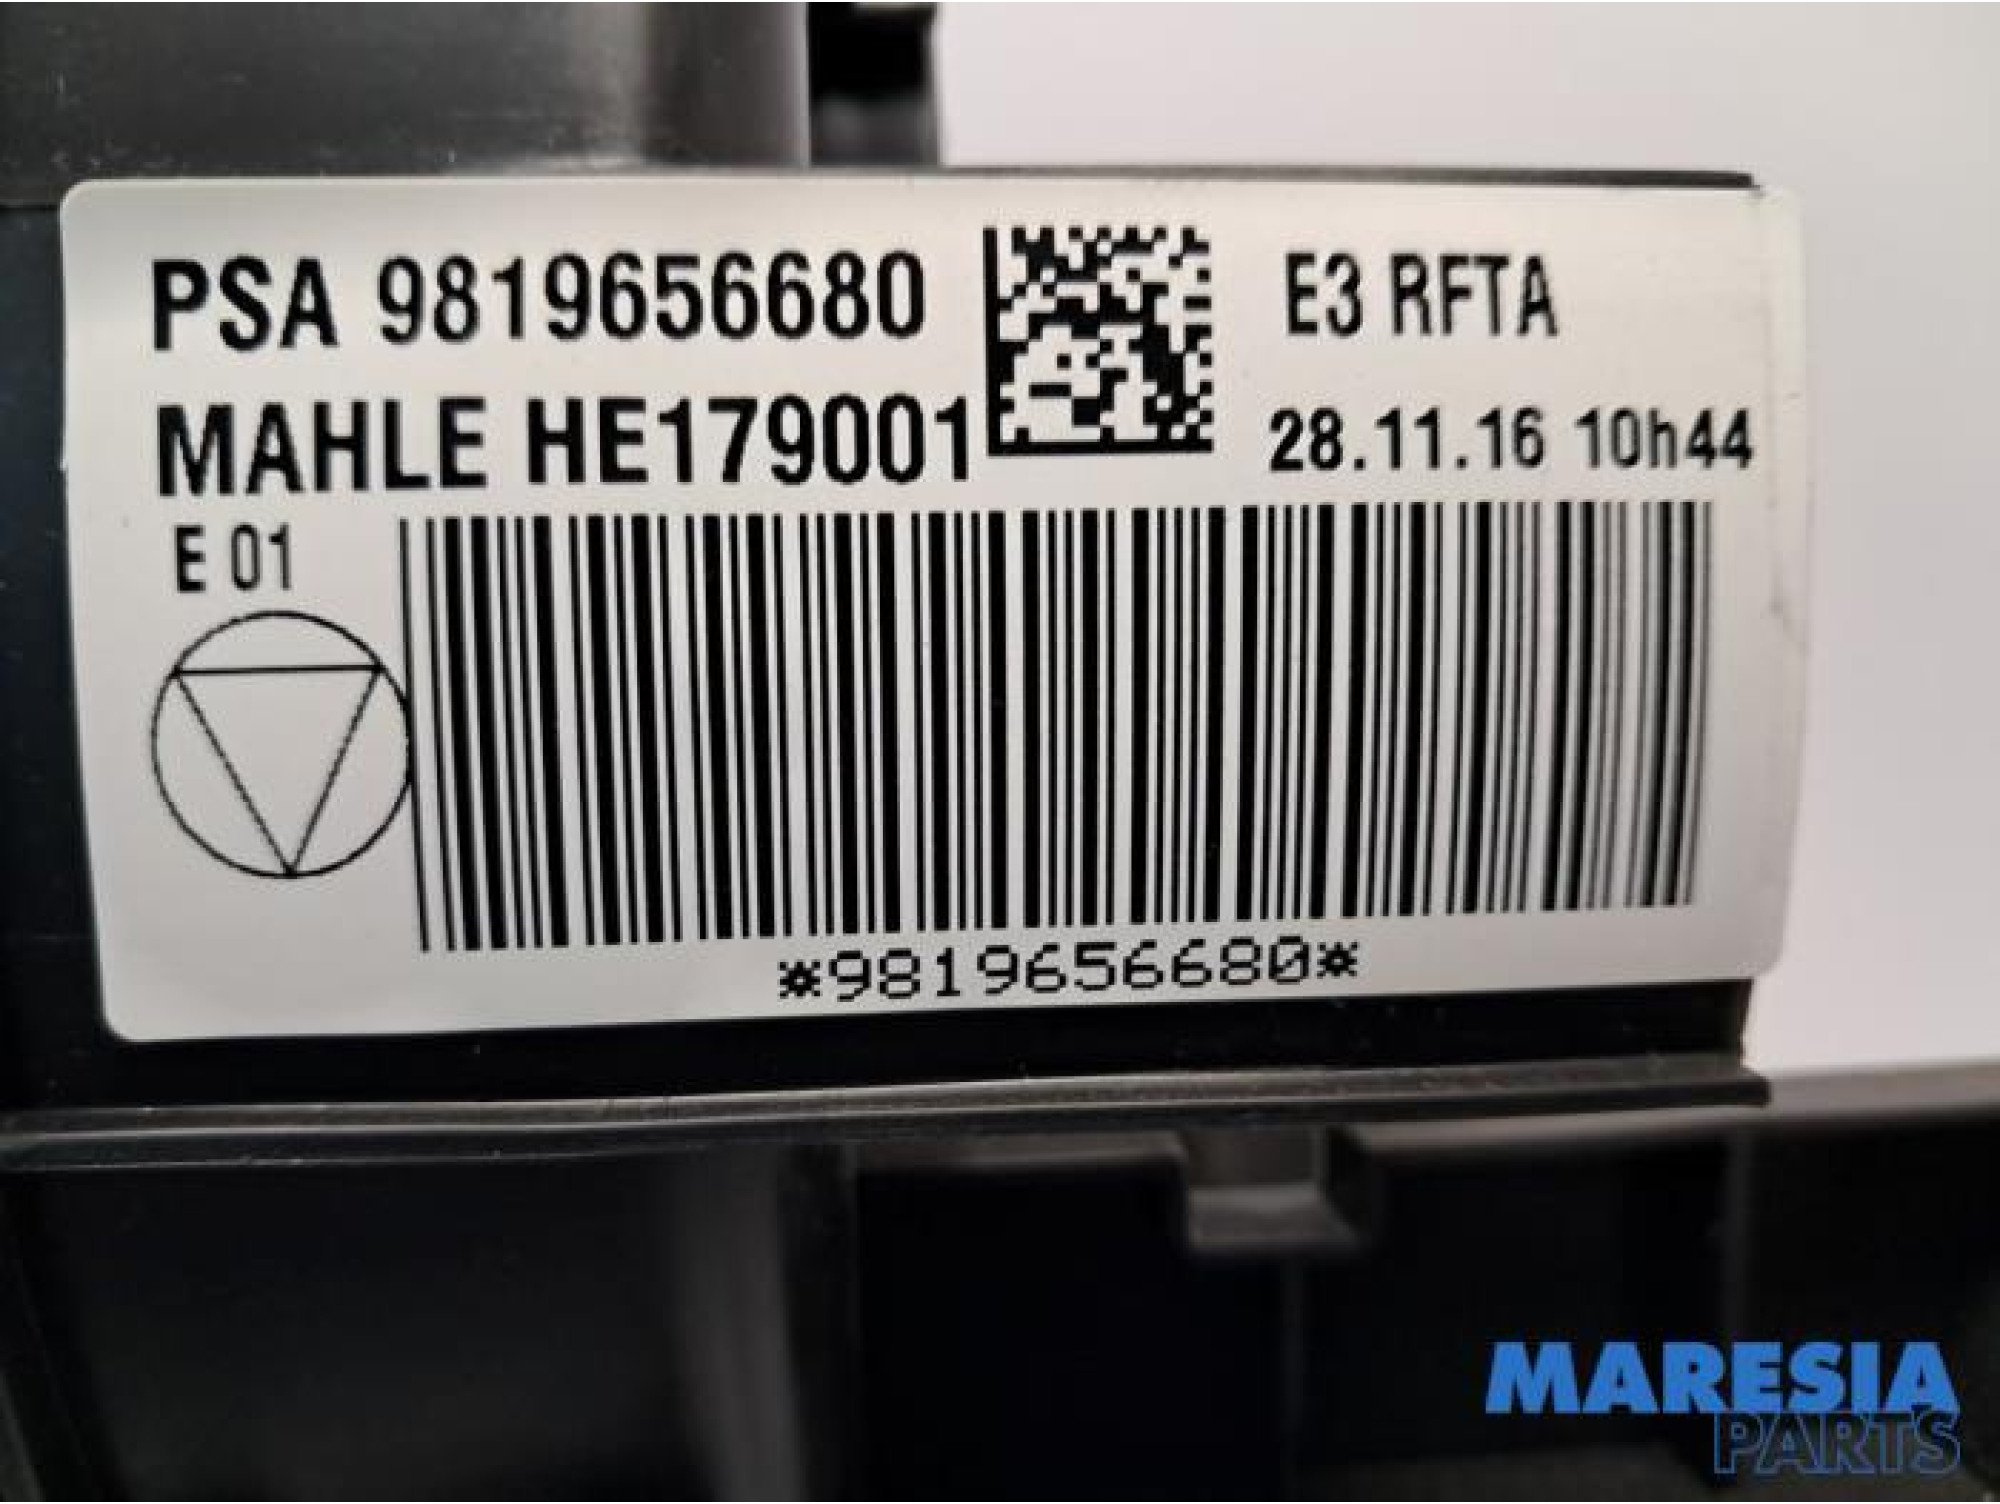 PSA 9819656680
E3 RFTA
MAHLE HE179001
28.11.16 10h44
E 01
*9819656680*
MARESIA
PARTS